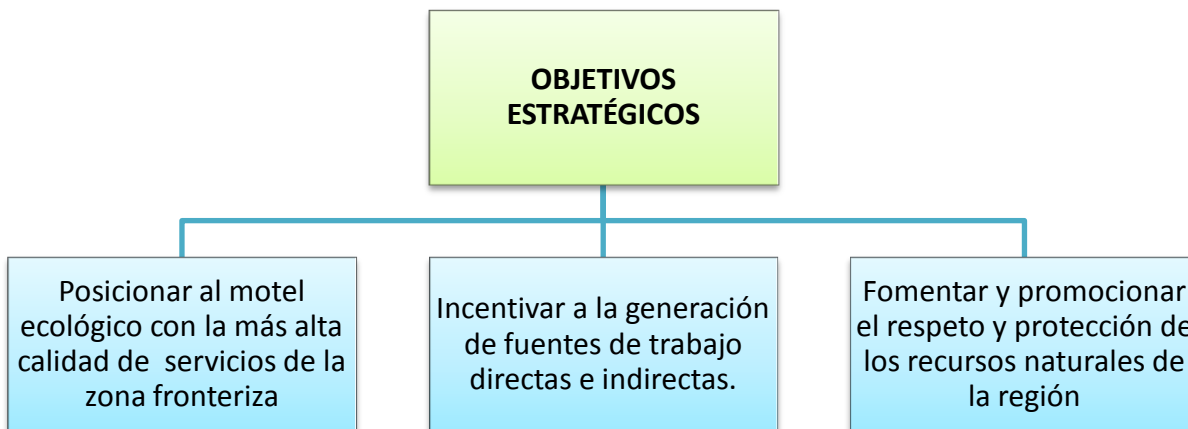 OBJETIVOS
ESTRATÉGICOS
Posicionar al motel
ecológico con la más alta
calidad de servicios de la
zona fronteriza
Incentivar a la generación
de fuentes de trabajo
directas e indirectas.
Fomentar y promocionar
el respeto y protección de
los recursos naturales de
la región